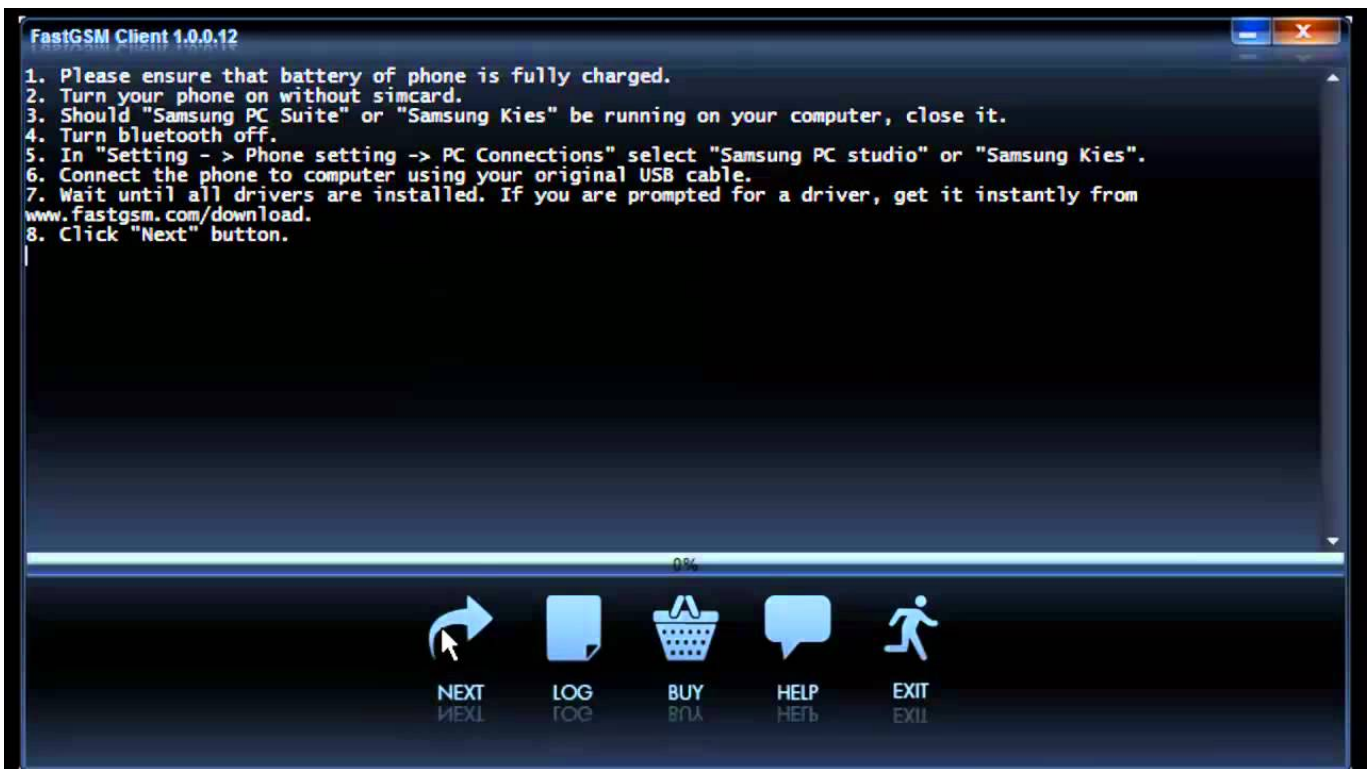 FastGSM Client 1.0.0.12
1. Please ensure that battery of phone is fully charged.
2. Turn your phone on without simcard.
3. Should "Samsung PC Suite" or "Samsung Kies" be running on your computer, close it.
4. Turn bluetooth off.
5. In "Setting - > Phone setting -> PC Connections" select "Samsung PC studio" or "Samsung Kies".
6. Connect the phone to computer using your original USB cable.
7. Wait until all drivers are installed. If you are prompted for a driver, get it instantly from
www.fastgsm.com/download.
8. Click "Next" button.
0%
NEXT LOG BUY HELP EXIT